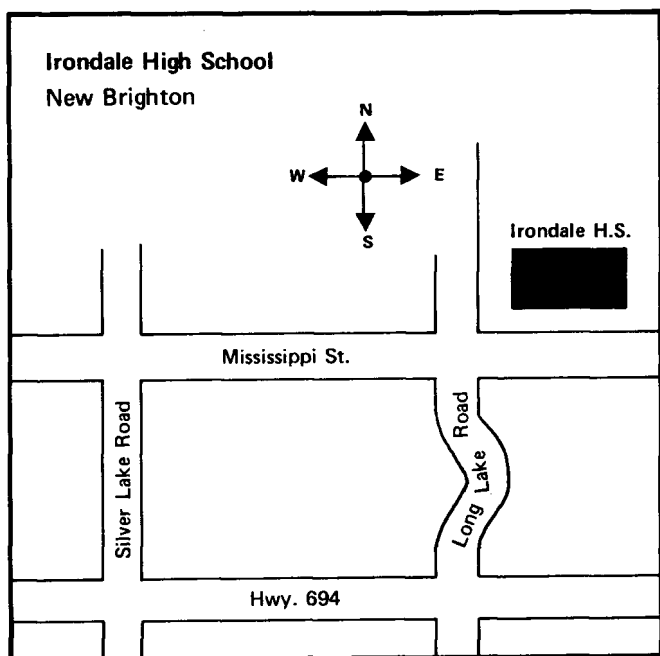 Irondale High School
New Brighton
N
W E
S
Irondale H.S.
Mississippi St.
Silver Lake Road
Long Lake Road
Hwy. 694